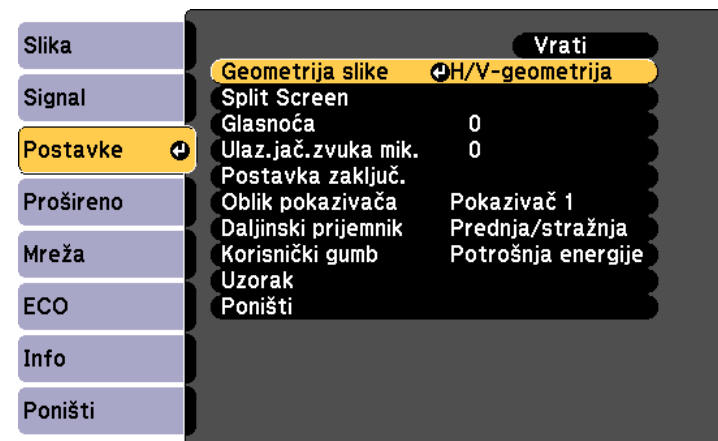 Slika
Signal
Postavke
Prošireno
Mreža
ECO
Info
Poništi
Vrati
Geometrija slike H/V-geometrija
Split Screen
Glasnoća 0
Ulaz.jač.zvuka mik. 0
Postavka zaključ.
Oblik pokazivača Pokazivač 1
Daljinski prijemnik Prednja/stražnja
Korisnički gumb Potrošnja energije
Uzorak
Poništi